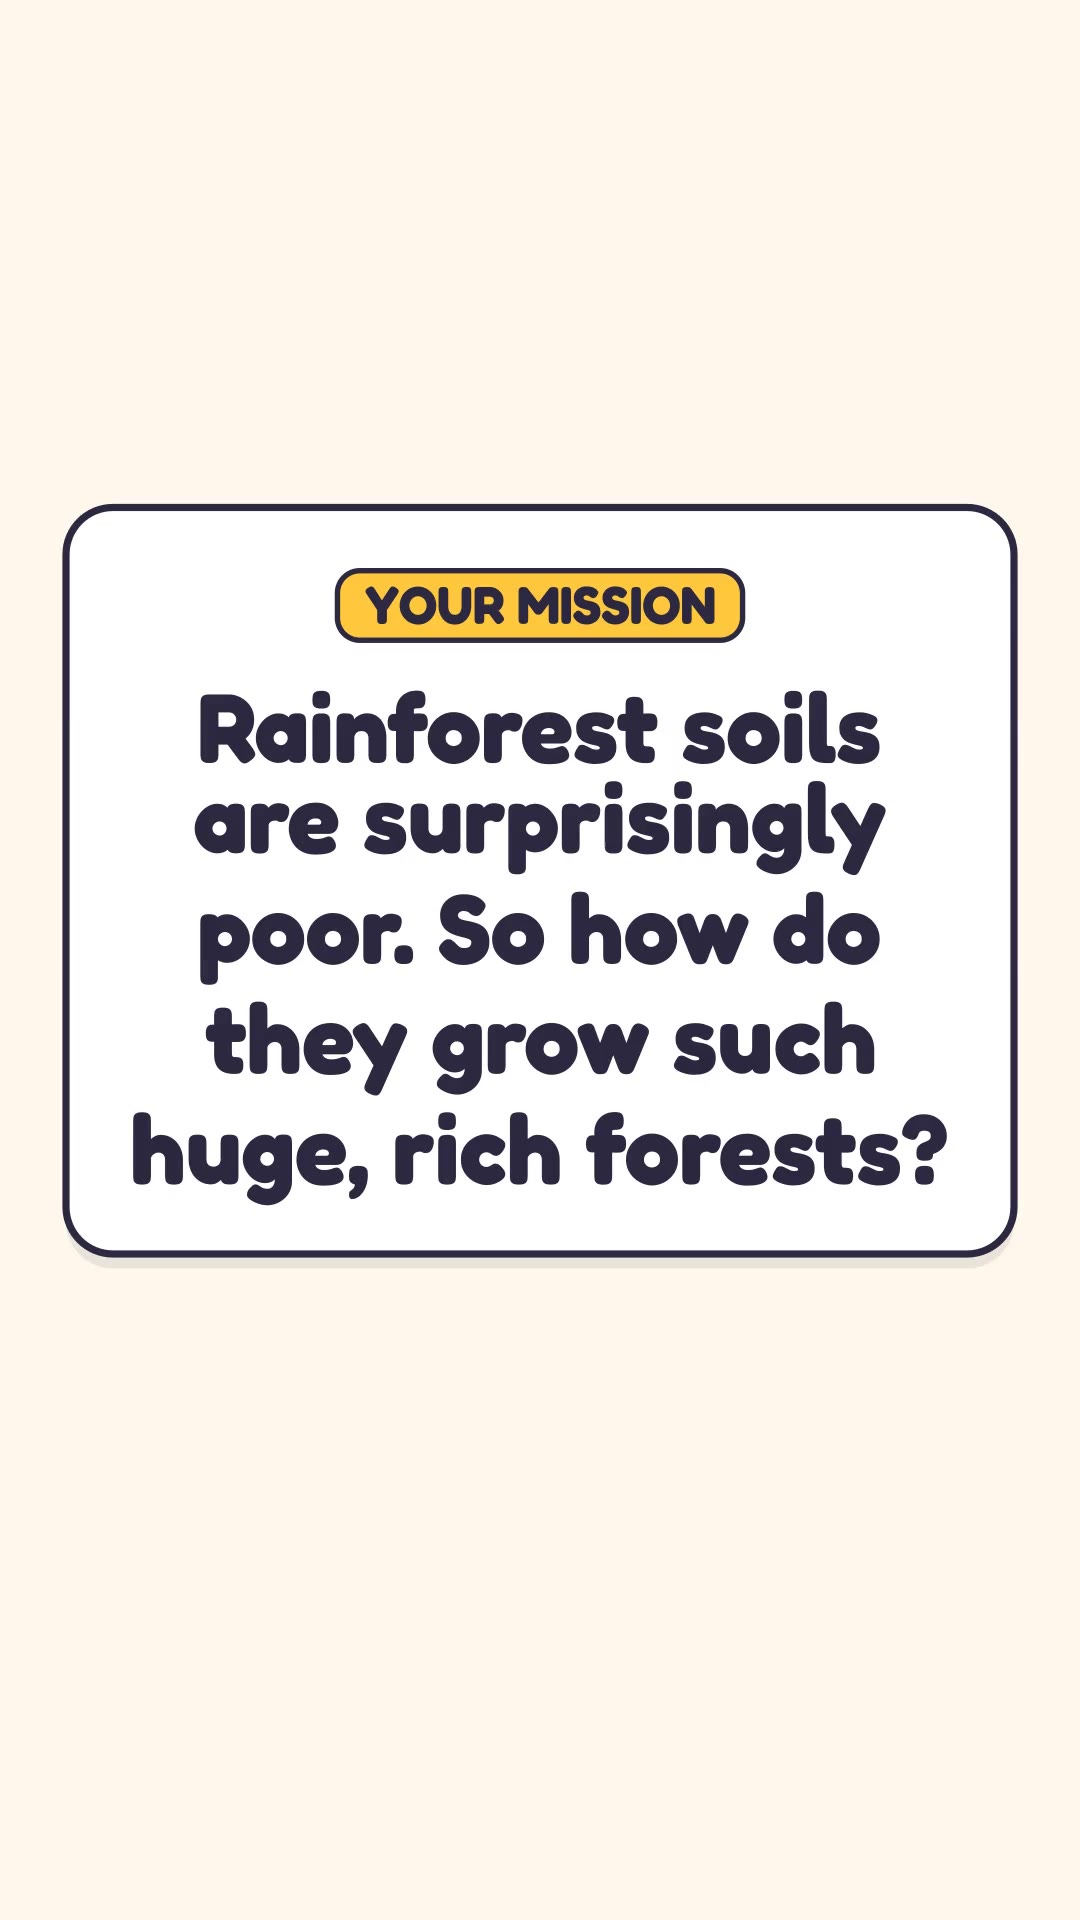 YOUR MISSION
Rainforest soils
are surprisingly
poor. So how do
they grow such
huge, rich forests?